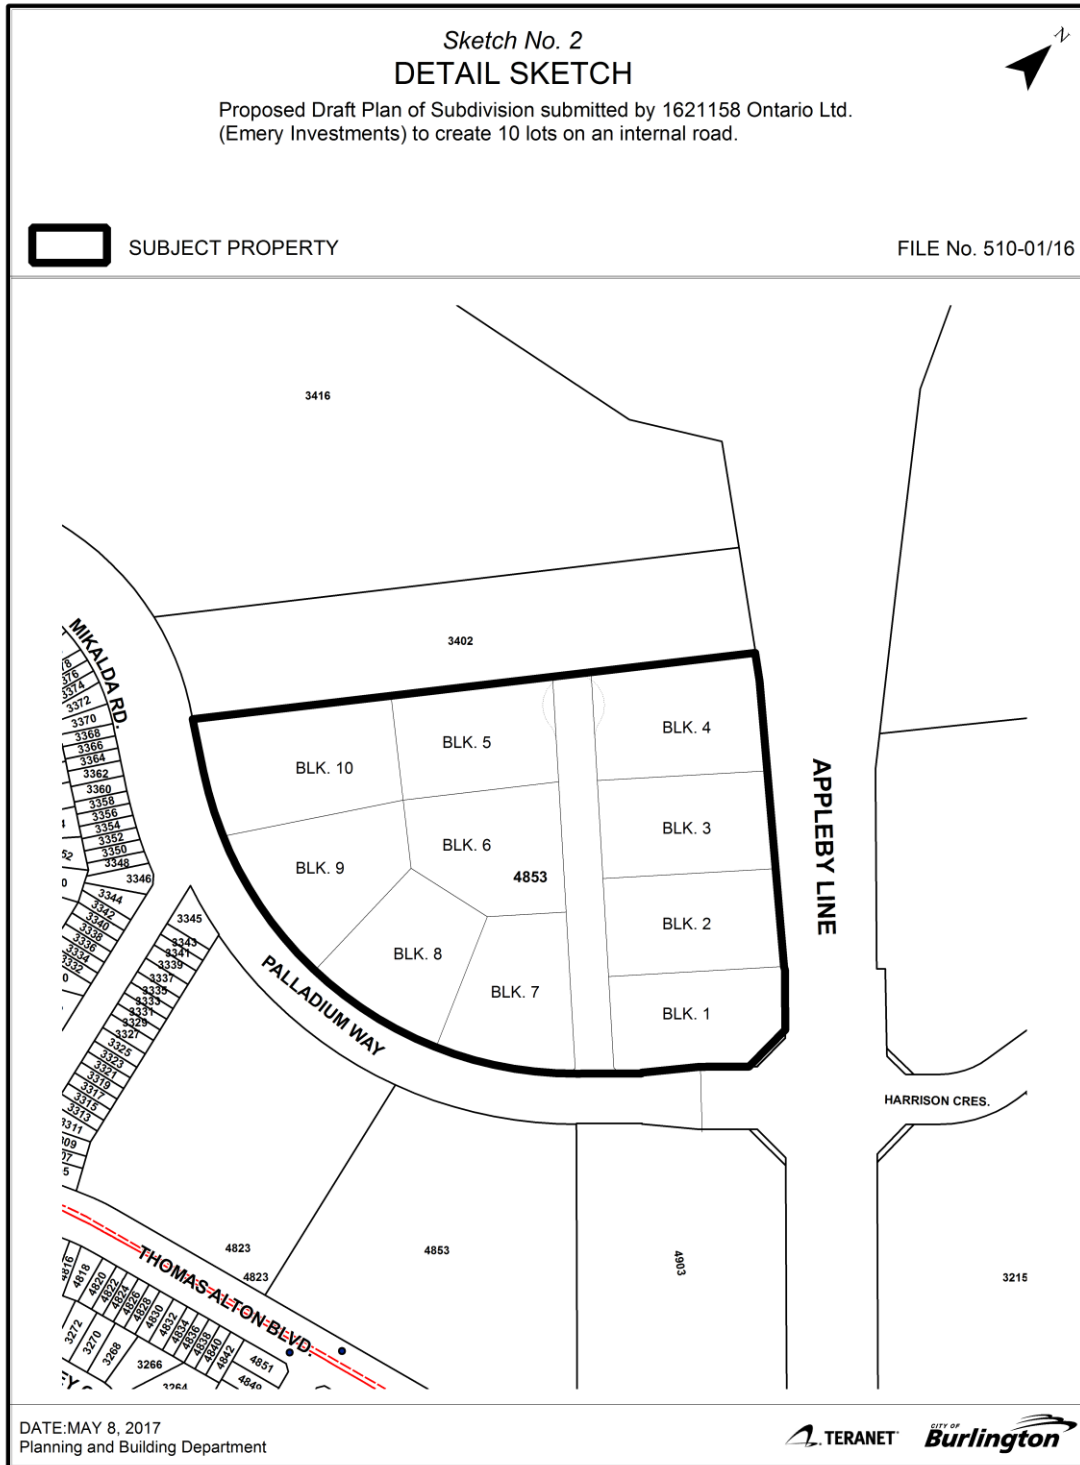 Sketch No. 2
N
DETAIL SKETCH
Proposed Draft Plan of Subdivision submitted by 1621158 Ontario Ltd.
(Emery Investments) to create 10 lots on an internal road.
SUBJECT PROPERTY
FILE No. 510-01/16
3416
3402
MIKALDA RD.
3374
3372
3370
3368
3366
3364
3362
3360
3358
3356
3354
3352
3350
3348
3346
3344
3342
3340
3338
3336
3334
3332
BLK. 4
BLK. 5
BLK. 10
BLK. 3
BLK. 6
BLK. 9
4853
BLK. 2
BLK. 8
BLK. 7
BLK. 1
APPLEBY LINE
PALLADIUM WAY
HARRISON CRES.
3345
3343
3341
3339
3337
3335
3333
3331
3329
3327
3325
3323
3321
3319
3317
3315
3313
3311
4823
4823
4853
4903
3215
THOMAS ALTON BLVD.
4816
4818
4820
4822
4824
4826
4828
4830
4832
4834
4836
4838
4840
4842
4851
4849
3272
3270
3268
3266
3264
DATE:MAY 8, 2017
Planning and Building Department
TERANET
CITY OF
Burlington